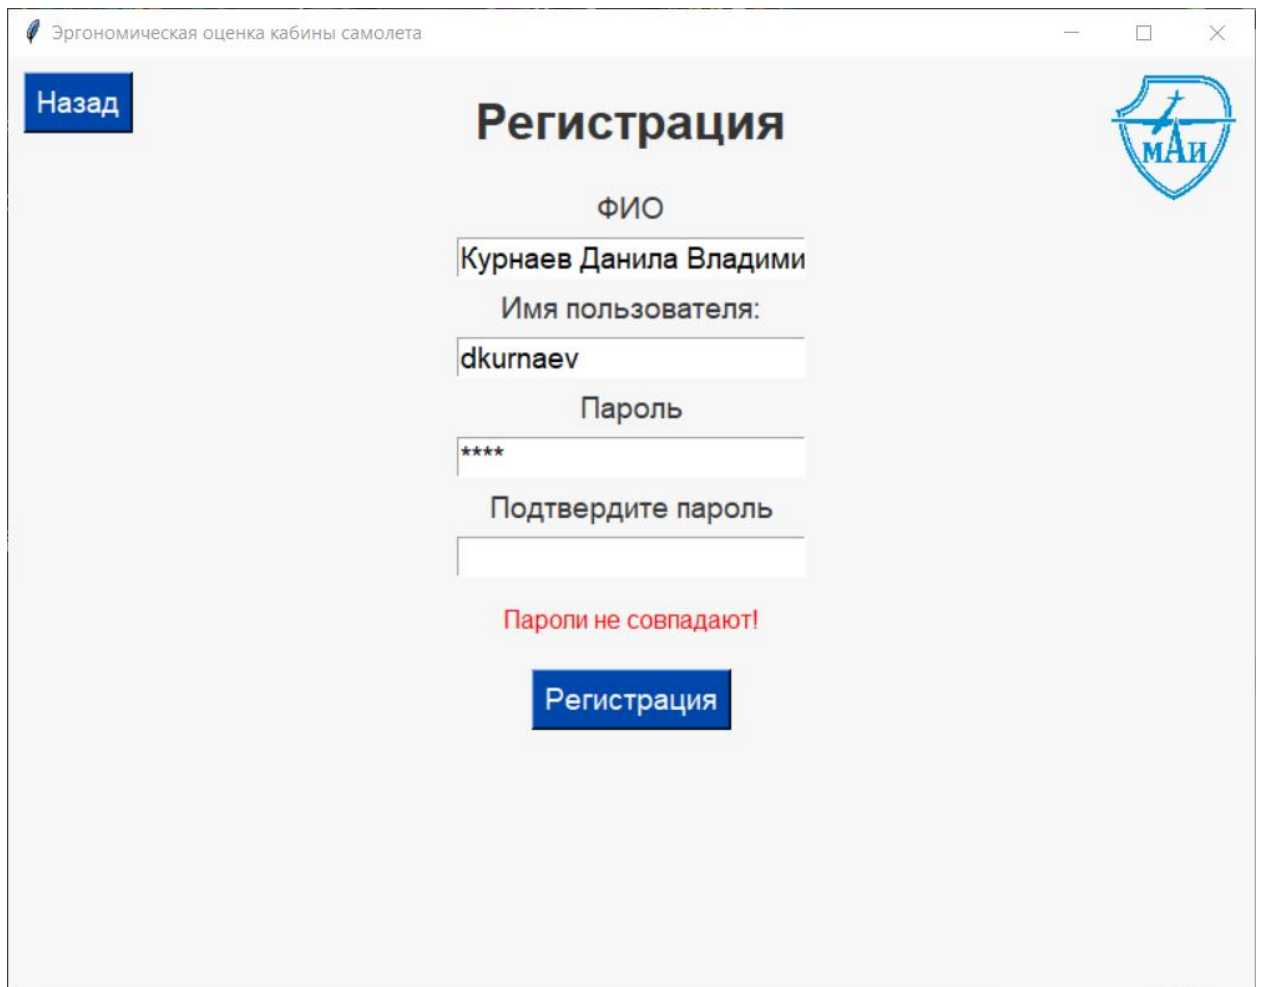 Эргономическая оценка кабины самолета
Назад
Регистрация
МАИ
ФИО
Курнаев Данила Владими
Имя пользователя:
dkurnaev
Пароль
****
Подтвердите пароль
Пароли не совпадают!
Регистрация